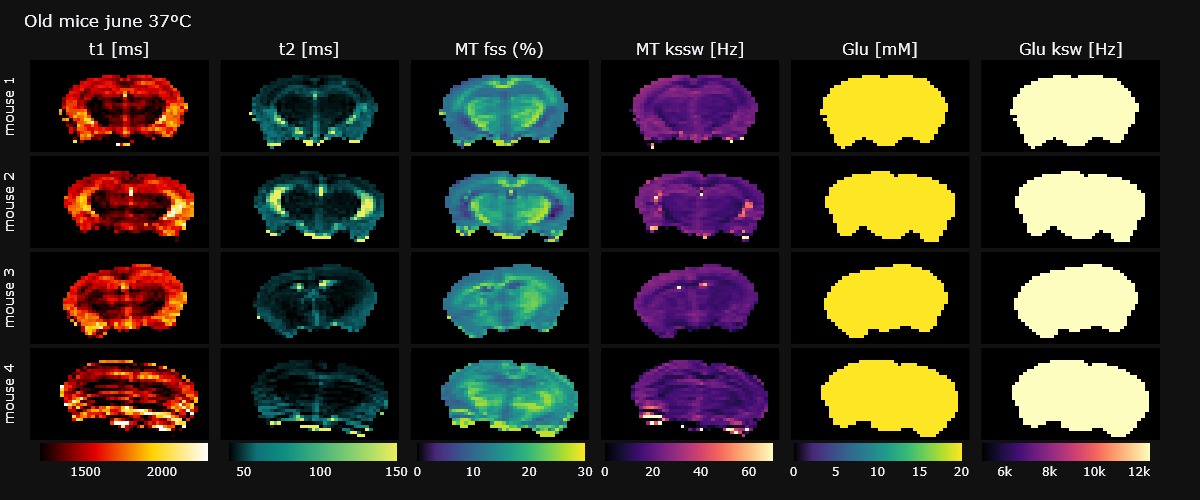 Old mice june 37ºC
t1 [ms] t2 [ms] MT fss (%) MT kssw [Hz] Glu [mM] Glu ksw [Hz]
mouse 1
mouse 2
mouse 3
mouse 4
1500 2000 50 100 150 0 10 20 30 0 20 40 60 0 5 10 15 20 6k 8k 10k 12k